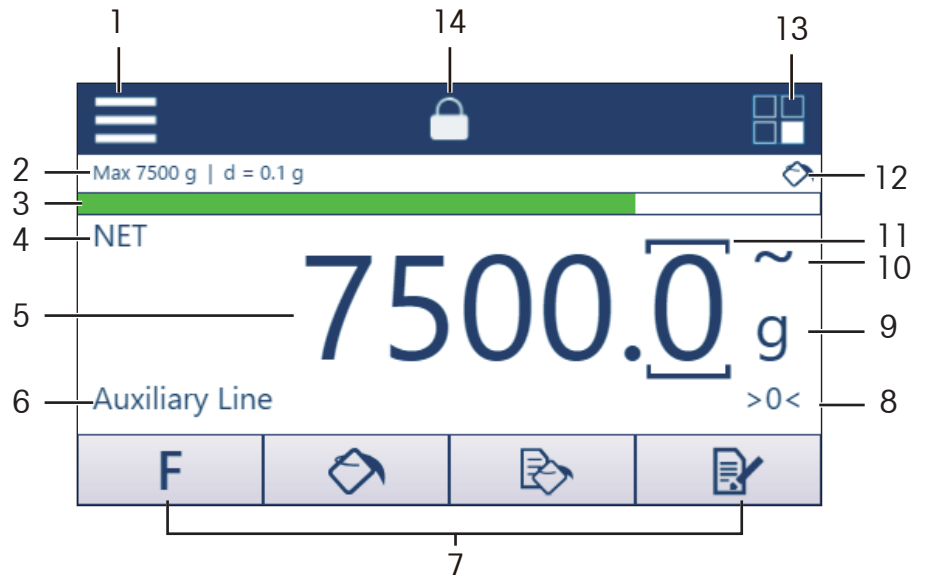 1 14 13
2 Max 7500 g | d = 0.1 g 12
3
4 NET 11
~ 10
5 7500.0 g 9
6 Auxiliary Line >0< 8
F
7